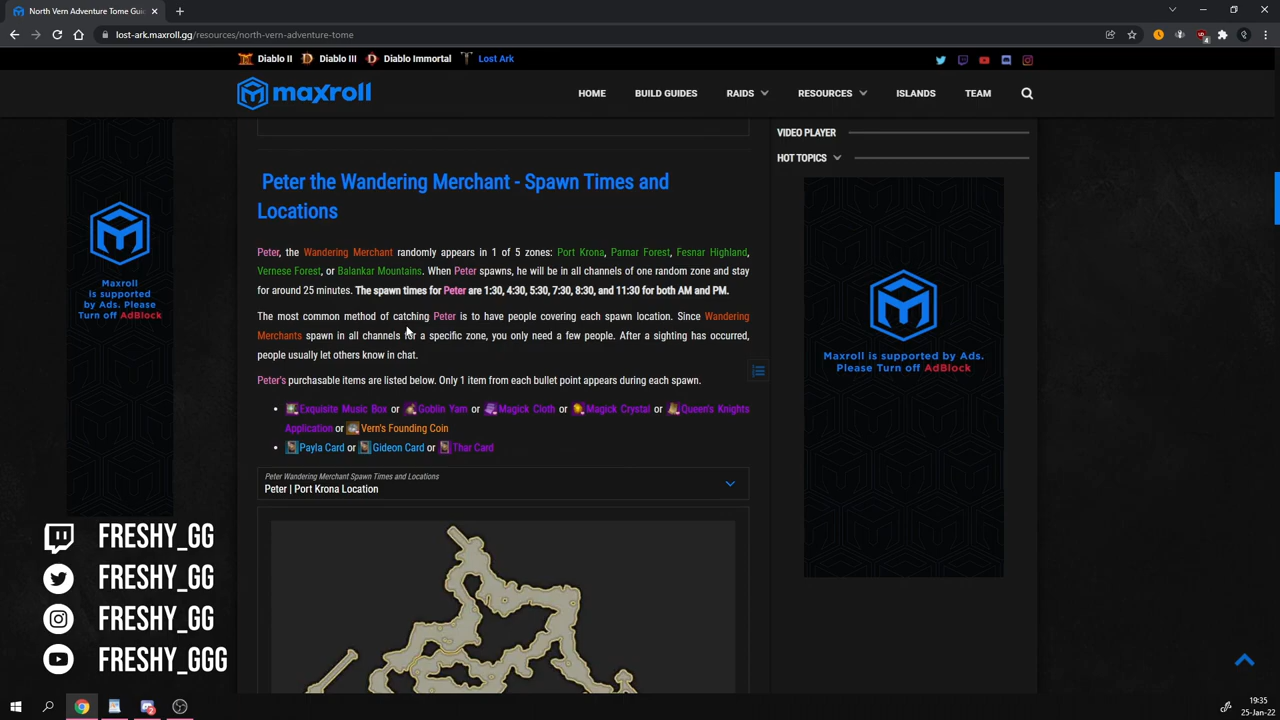 North Vern Adventure Tome Gui
lost-ark.maxroll.gg/resources/north-vern-adventure-tome
4
Diablo II Diablo III Diablo Immortal Lost Ark
maxroll
HOME BUILD GUIDES RAIDS RESOURCES ISLANDS TEAM
Peter the Wandering Merchant - Spawn Times and
Locations
Peter, the Wandering Merchant randomly appears in 1 of 5 zones: Port Krona, Parnar Forest, Fesnar Highland,
Vernese Forest, or Balankar Mountains. When Peter spawns, he will be in all channels of one random zone and stay
for around 25 minutes. The spawn times for Peter are 1:30, 4:30, 5:30, 7:30, 8:30, and 11:30 for both AM and PM.
The most common method of catching Peter is to have people covering each spawn location. Since Wandering
Merchants spawn in all channels for a specific zone, you only need a few people. After a sighting has occurred,
people usually let others know in chat.
Peter's purchasable items are listed below. Only 1 item from each bullet point appears during each spawn.
• Exquisite Music Box or Goblin Yam or Magick Cloth or Magick Crystal or Queen's Knights
Application or Vern's Founding Coin
• Payla Card or Gideon Card or Thar Card
Peter Wandering Merchant Spawn Times and Locations
Peter | Port Krona Location
VIDEO PLAYER
HOT TOPICS
Maxroll
is supported
by Ads. Please
Turn off AdBlock
Maxroll is supported by Ads.
Please Turn off AdBlock
FRESHY_GG
FRESHY_GG
FRESHY_GG
FRESHY_GGG
19:35
25-Jan-22